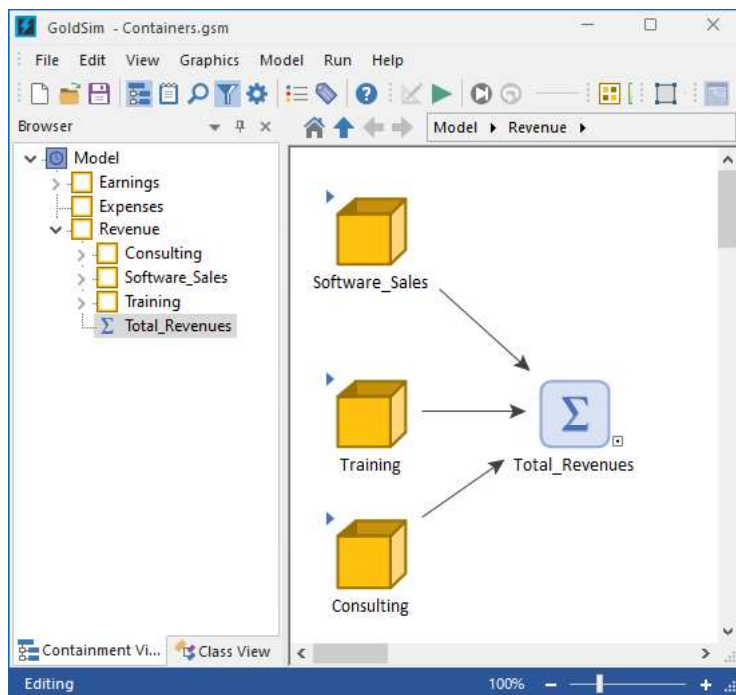 GoldSim - Containers.gsm
File Edit View Graphics Model Run Help
Browser
Model Revenue
Model
Earnings
Expenses
Revenue
Consulting
Software_Sales
Training
Σ Total_Revenues
Software_Sales
Training
Σ
Total_Revenues
Consulting
Containment Vi... Class View
Editing 100%